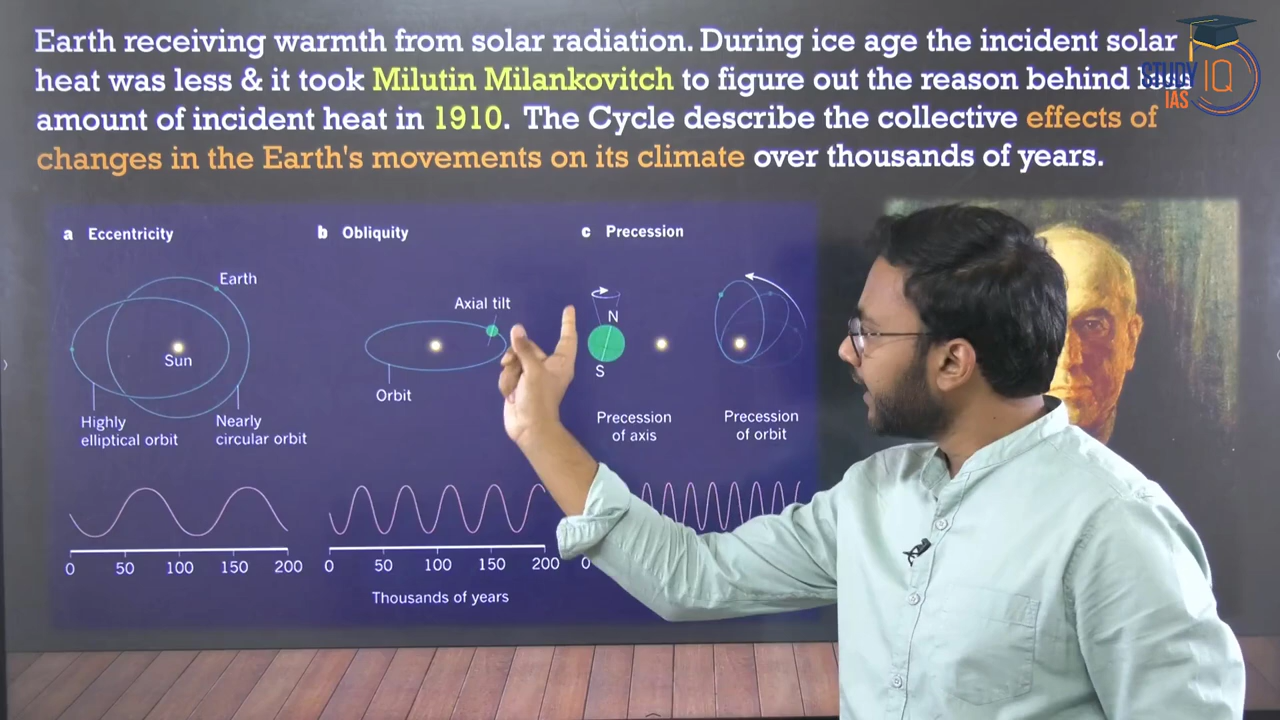 Earth receiving warmth from solar radiation. During ice age the incident solar
heat was less & it took Milutin Milankovitch to figure out the reason behind
amount of incident heat in 1910. The Cycle describe the collective effects of
changes in the Earth's movements on its climate over thousands of years.
STUDY IQ
IAS
a Eccentricity
b Obliquity
c Precession
Earth
Sun
Highly
elliptical orbit
Nearly
circular orbit
Axial tilt
Orbit
N
S
Precession
of axis
Precession
of orbit
0 50 100 150 200
0 50 100 150 200
0
Thousands of years